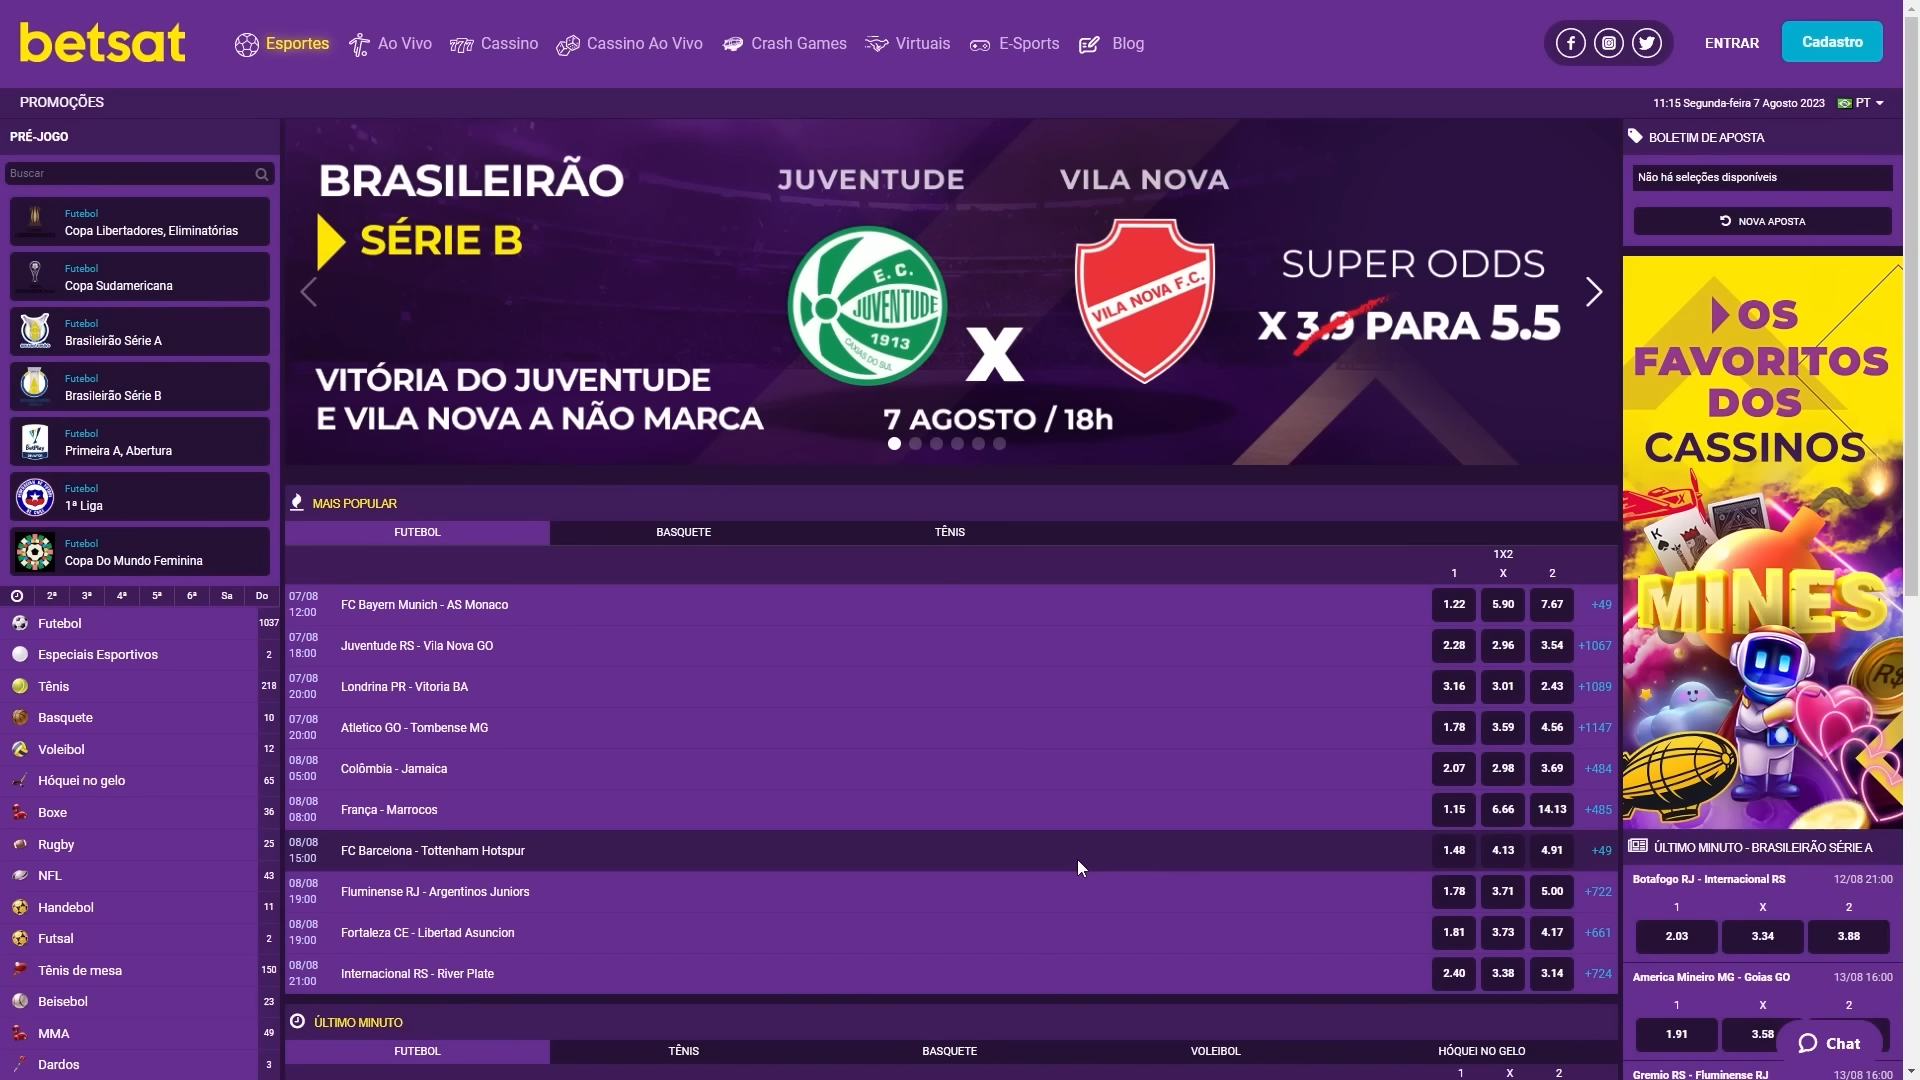 betsat
Esportes
Ao Vivo
Cassino
Cassino Ao Vivo
Crash Games
Virtuais
E-Sports
Blog
ENTRAR
Cadastro
PROMOÇÕES
11:15 Segunda-feira 7 Agosto 2023
PT
PRÉ-JOGO
Buscar
Futebol
Copa Libertadores, Eliminatórias
Futebol
Copa Sudamericana
Futebol
Brasileirão Série A
Futebol
Brasileirão Série B
Futebol
Primeira A, Abertura
Futebol
1ª Liga
Futebol
Copa Do Mundo Feminina
2ª 3ª 4ª 5ª 6ª Sa Do
Futebol 1037
Especiais Esportivos 2
Tênis 218
Basquete 10
Voleibol 12
Hóquei no gelo 65
Boxe 36
Rugby 25
NFL 43
Handebol 11
Futsal 2
Tênis de mesa 150
Beisebol 23
MMA 49
Dardos 3
BRASILEIRÃO
SÉRIE B
VITÓRIA DO JUVENTUDE
E VILA NOVA A NÃO MARCA
JUVENTUDE
VILA NOVA
E. C.
JUVENTUDE
1913
CAXIAS DO SUL
X
VILA NOVA F.C.
7 AGOSTO / 18h
SUPER ODDS
X 3.9 PARA 5.5
MAIS POPULAR
FUTEBOL BASQUETE TÊNIS
1X2
1 X 2
07/08
12:00
FC Bayern Munich - AS Monaco 1.22 5.90 7.67 +49
07/08
18:00
Juventude RS - Vila Nova GO 2.28 2.96 3.54 +1067
07/08
20:00
Londrina PR - Vitoria BA 3.16 3.01 2.43 +1089
07/08
20:00
Atletico GO - Tombense MG 1.78 3.59 4.56 +1147
08/08
05:00
Colômbia - Jamaica 2.07 2.98 3.69 +484
08/08
08:00
França - Marrocos 1.15 6.66 14.13 +485
08/08
15:00
FC Barcelona - Tottenham Hotspur 1.48 4.13 4.91 +49
08/08
19:00
Fluminense RJ - Argentinos Juniors 1.78 3.71 5.00 +722
08/08
19:00
Fortaleza CE - Libertad Asuncion 1.81 3.73 4.17 +661
08/08
21:00
Internacional RS - River Plate 2.40 3.38 3.14 +724
ÚLTIMO MINUTO
FUTEBOL TÊNIS BASQUETE VOLEIBOL HÓQUEI NO GELO
1 X 2
BOLETIM DE APOSTA
Não há seleções disponíveis
NOVA APOSTA
OS
FAVORITOS
DOS
CASSINOS
K
MINES
R$
ÚLTIMO MINUTO - BRASILEIRÃO SÉRIE A
Botafogo RJ - Internacional RS 12/08 21:00
1 X 2
2.03 3.34 3.88
America Mineiro MG - Goias GO 13/08 16:00
1 X 2
1.91 3.58
Chat
Gremio RS - Fluminense RJ 13/08 16:00